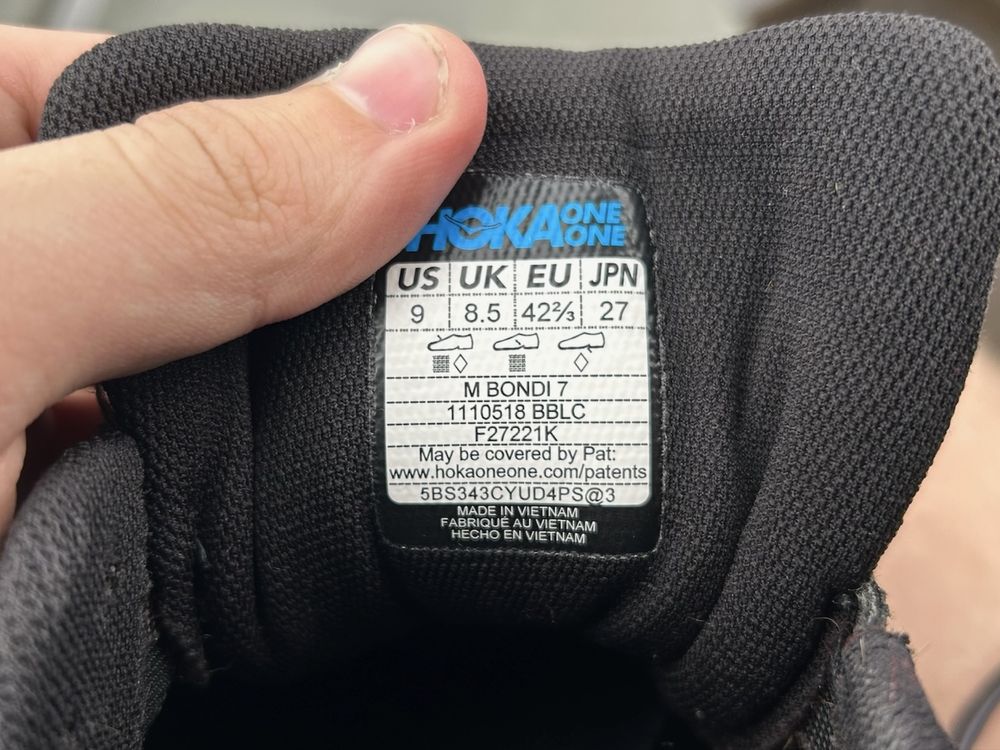 HOKA ONE ONE
US UK EU JPN
9 8.5 42⅔ 27
M BONDI 7
1110518 BBLC
F27221K
May be covered by Pat:
www.hokaoneone.com/patents
5BS343CYUD4PS@3
MADE IN VIETNAM
FABRIQUÉ AU VIETNAM
HECHO EN VIETNAM